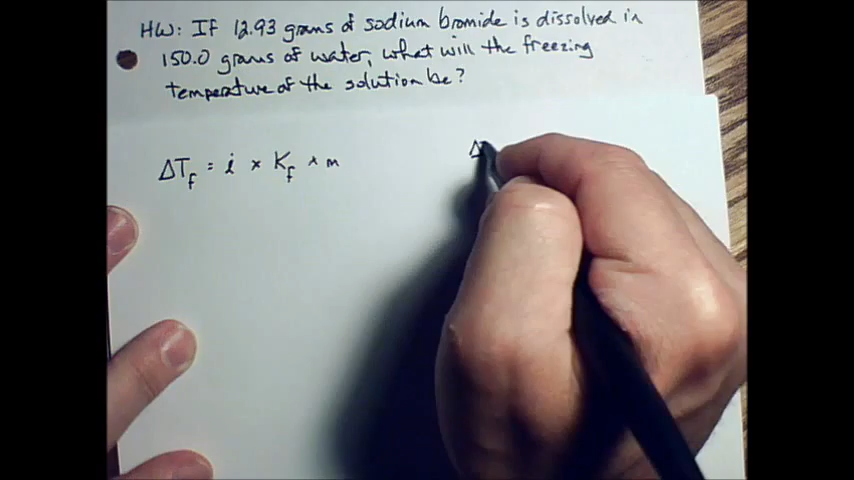 HW: If 12.93 grams of sodium bromide is dissolved in
150.0 grams of water, what will the freezing
temperature of the solution be?
ΔTf = i × Kf × m
Δ